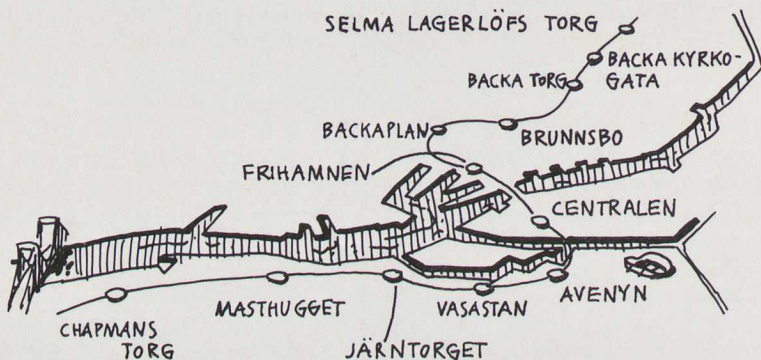 SELMA LAGERLÖFS TORG
BACKA KYRKO-
GATA
BACKA TORG
BACKAPLAN
BRUNNSBO
FRIHAMNEN
CENTRALEN
AVENYN
VASASTAN
MASTHUGGET
CHAPMANS
TORG
JÄRNTORGET